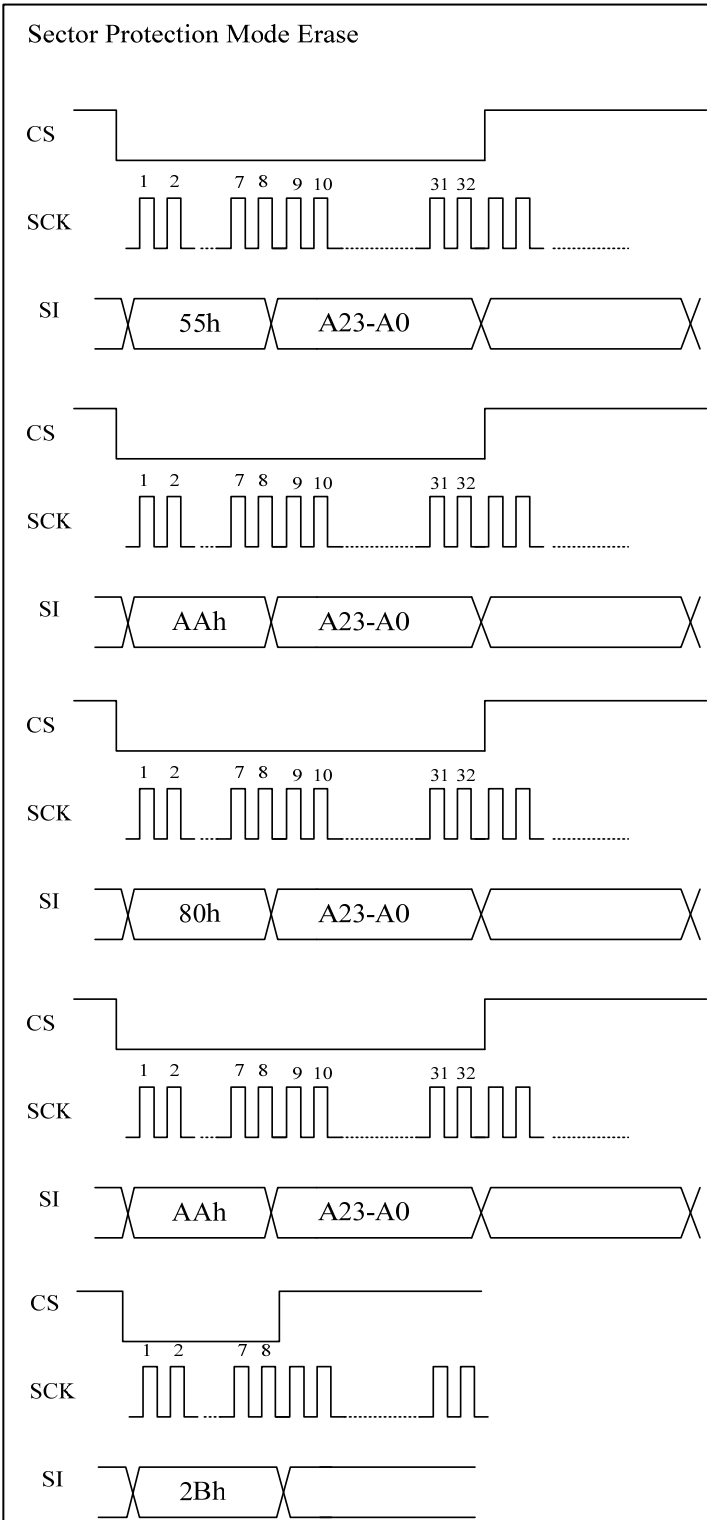 Sector Protection Mode Erase
CS
1 2 7 8 9 10 31 32
SCK
SI 55h A23-A0
CS
1 2 7 8 9 10 31 32
SCK
SI AAh A23-A0
CS
1 2 7 8 9 10 31 32
SCK
SI 80h A23-A0
CS
1 2 7 8 9 10 31 32
SCK
SI AAh A23-A0
CS
1 2 7 8
SCK
SI 2Bh